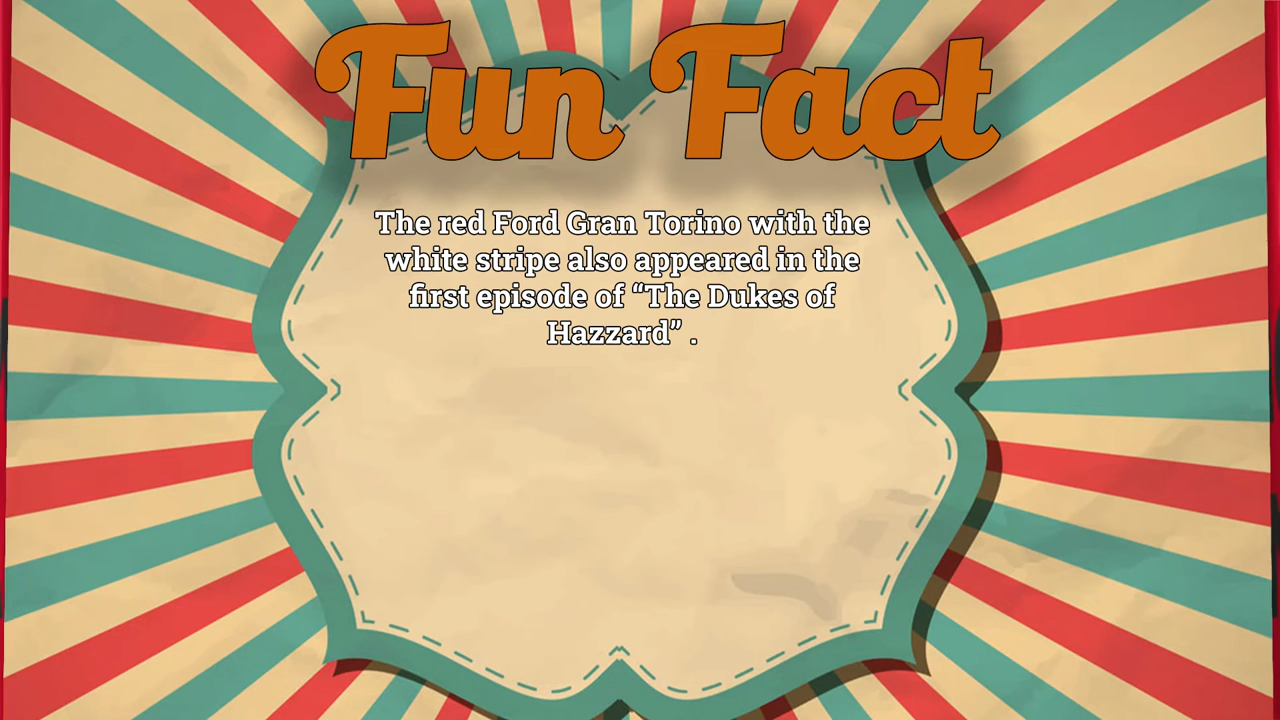 Fun Fact
The red Ford Gran Torino with the
white stripe also appeared in the
first episode of “The Dukes of
Hazzard” .